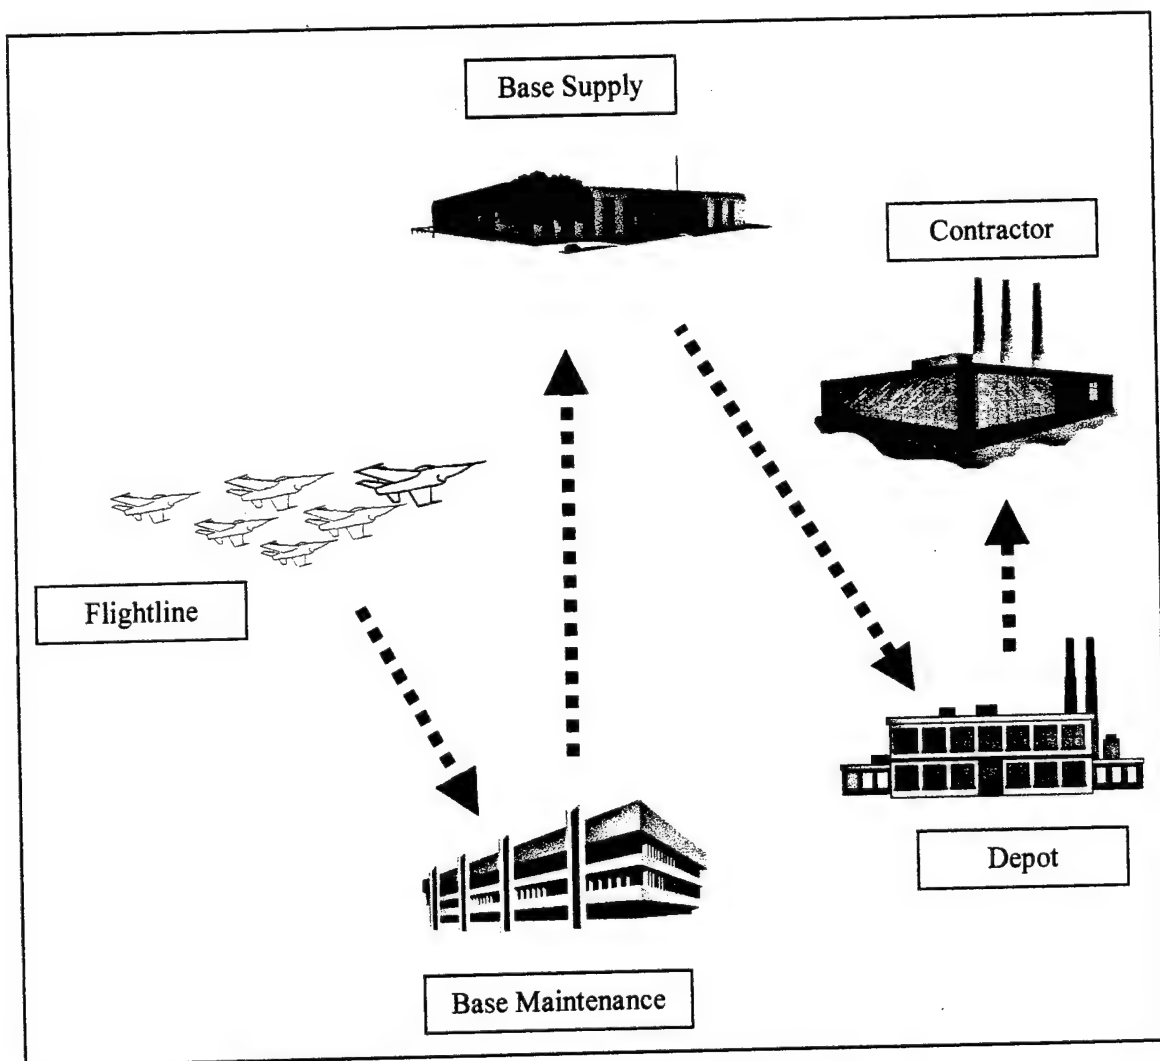 Base Supply
Contractor
Flightline
Depot
Base Maintenance